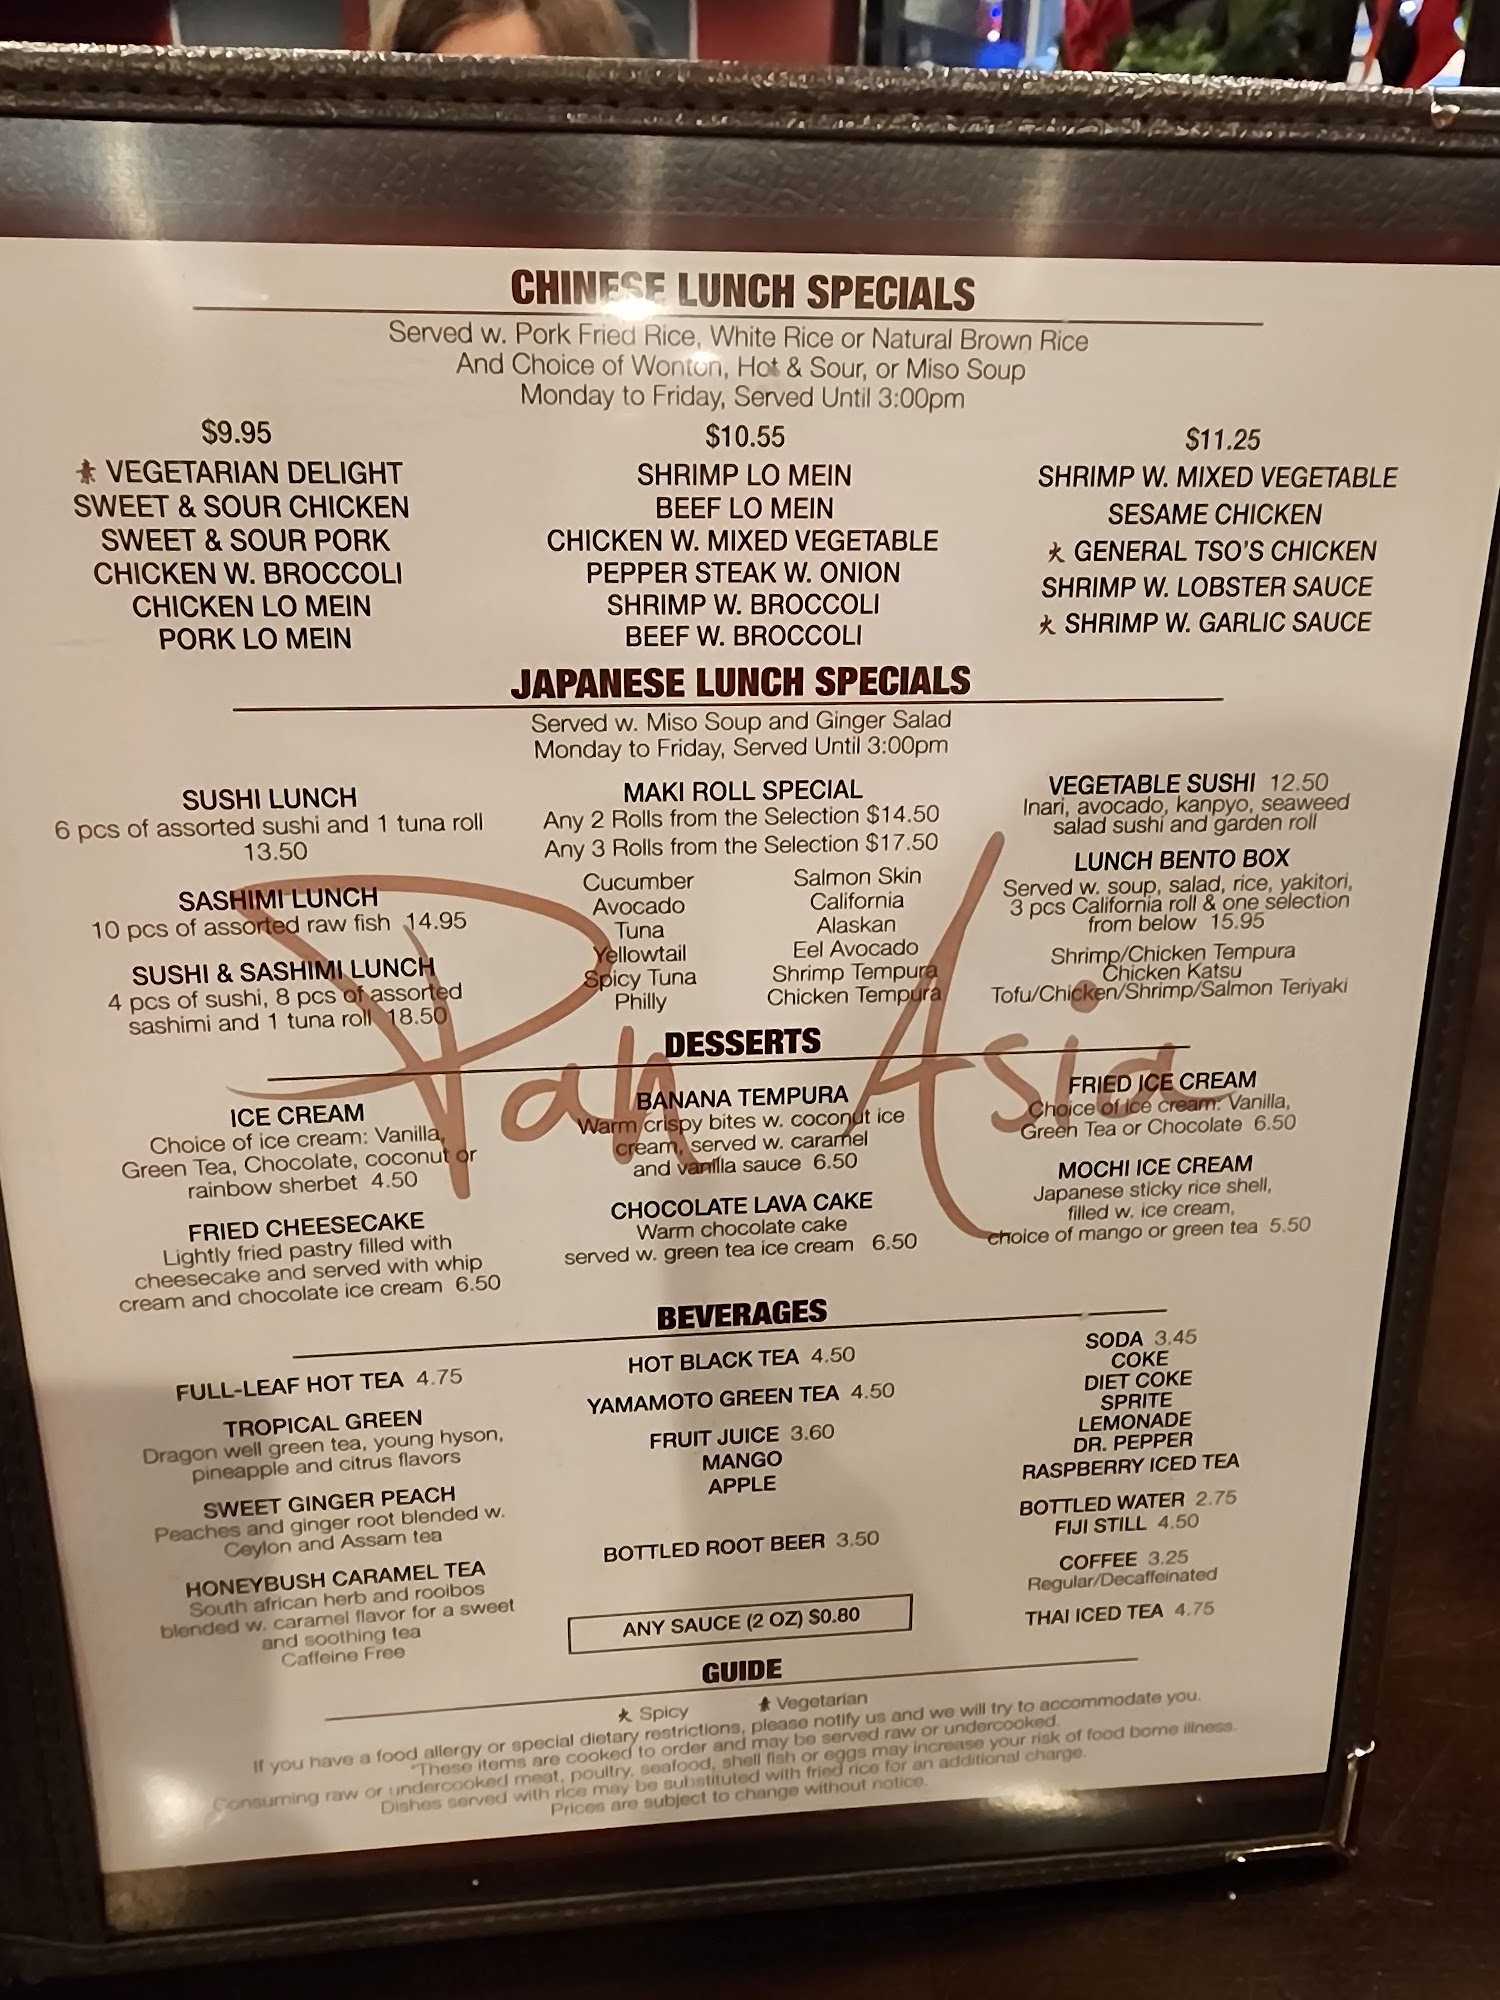 CHINESE LUNCH SPECIALS
Served w. Pork Fried Rice, White Rice or Natural Brown Rice
And Choice of Wonton, Hot & Sour, or Miso Soup
Monday to Friday, Served Until 3:00pm
$9.95
素 VEGETARIAN DELIGHT
SWEET & SOUR CHICKEN
SWEET & SOUR PORK
CHICKEN W. BROCCOLI
CHICKEN LO MEIN
PORK LO MEIN
$10.55
SHRIMP LO MEIN
BEEF LO MEIN
CHICKEN W. MIXED VEGETABLE
PEPPER STEAK W. ONION
SHRIMP W. BROCCOLI
BEEF W. BROCCOLI
$11.25
SHRIMP W. MIXED VEGETABLE
SESAME CHICKEN
火 GENERAL TSO'S CHICKEN
SHRIMP W. LOBSTER SAUCE
火 SHRIMP W. GARLIC SAUCE
JAPANESE LUNCH SPECIALS
Served w. Miso Soup and Ginger Salad
Monday to Friday, Served Until 3:00pm
SUSHI LUNCH
6 pcs of assorted sushi and 1 tuna roll
13.50
SASHIMI LUNCH
10 pcs of assorted raw fish 14.95
SUSHI & SASHIMI LUNCH
4 pcs of sushi, 8 pcs of assorted
sashimi and 1 tuna roll 18.50
MAKI ROLL SPECIAL
Any 2 Rolls from the Selection $14.50
Any 3 Rolls from the Selection $17.50
Cucumber
Avocado
Tuna
Yellowtail
Spicy Tuna
Philly
Salmon Skin
California
Alaskan
Eel Avocado
Shrimp Tempura
Chicken Tempura
VEGETABLE SUSHI 12.50
Inari, avocado, kanpyo, seaweed
salad sushi and garden roll
LUNCH BENTO BOX
Served w. soup, salad, rice, yakitori,
3 pcs California roll & one selection
from below 15.95
Shrimp/Chicken Tempura
Chicken Katsu
Tofu/Chicken/Shrimp/Salmon Teriyaki
Pan Asia
DESSERTS
ICE CREAM
Choice of ice cream: Vanilla,
Green Tea, Chocolate, coconut or
rainbow sherbet 4.50
FRIED CHEESECAKE
Lightly fried pastry filled with
cheesecake and served with whip
cream and chocolate ice cream 6.50
BANANA TEMPURA
Warm crispy bites w. coconut ice
cream, served w. caramel
and vanilla sauce 6.50
CHOCOLATE LAVA CAKE
Warm chocolate cake
served w. green tea ice cream 6.50
FRIED ICE CREAM
Choice of ice cream: Vanilla,
Green Tea or Chocolate 6.50
MOCHI ICE CREAM
Japanese sticky rice shell,
filled w. ice cream,
choice of mango or green tea 5.50
BEVERAGES
FULL-LEAF HOT TEA 4.75
TROPICAL GREEN
Dragon well green tea, young hyson,
pineapple and citrus flavors
SWEET GINGER PEACH
Peaches and ginger root blended w.
Ceylon and Assam tea
HONEYBUSH CARAMEL TEA
South african herb and rooibos
blended w. caramel flavor for a sweet
and soothing tea
Caffeine Free
HOT BLACK TEA 4.50
YAMAMOTO GREEN TEA 4.50
FRUIT JUICE 3.60
MANGO
APPLE
BOTTLED ROOT BEER 3.50
ANY SAUCE (2 OZ) $0.80
SODA 3.45
COKE
DIET COKE
SPRITE
LEMONADE
DR. PEPPER
RASPBERRY ICED TEA
BOTTLED WATER 2.75
FIJI STILL 4.50
COFFEE 3.25
Regular/Decaffeinated
THAI ICED TEA 4.75
GUIDE
火 Spicy 素 Vegetarian
If you have a food allergy or special dietary restrictions, please notify us and we will try to accommodate you.
*These items are cooked to order and may be served raw or undercooked.
Consuming raw or undercooked meat, poultry, seafood, shell fish or eggs may increase your risk of food borne illness.
Dishes served with rice may be substituted with fried rice for an additional charge.
Prices are subject to change without notice.